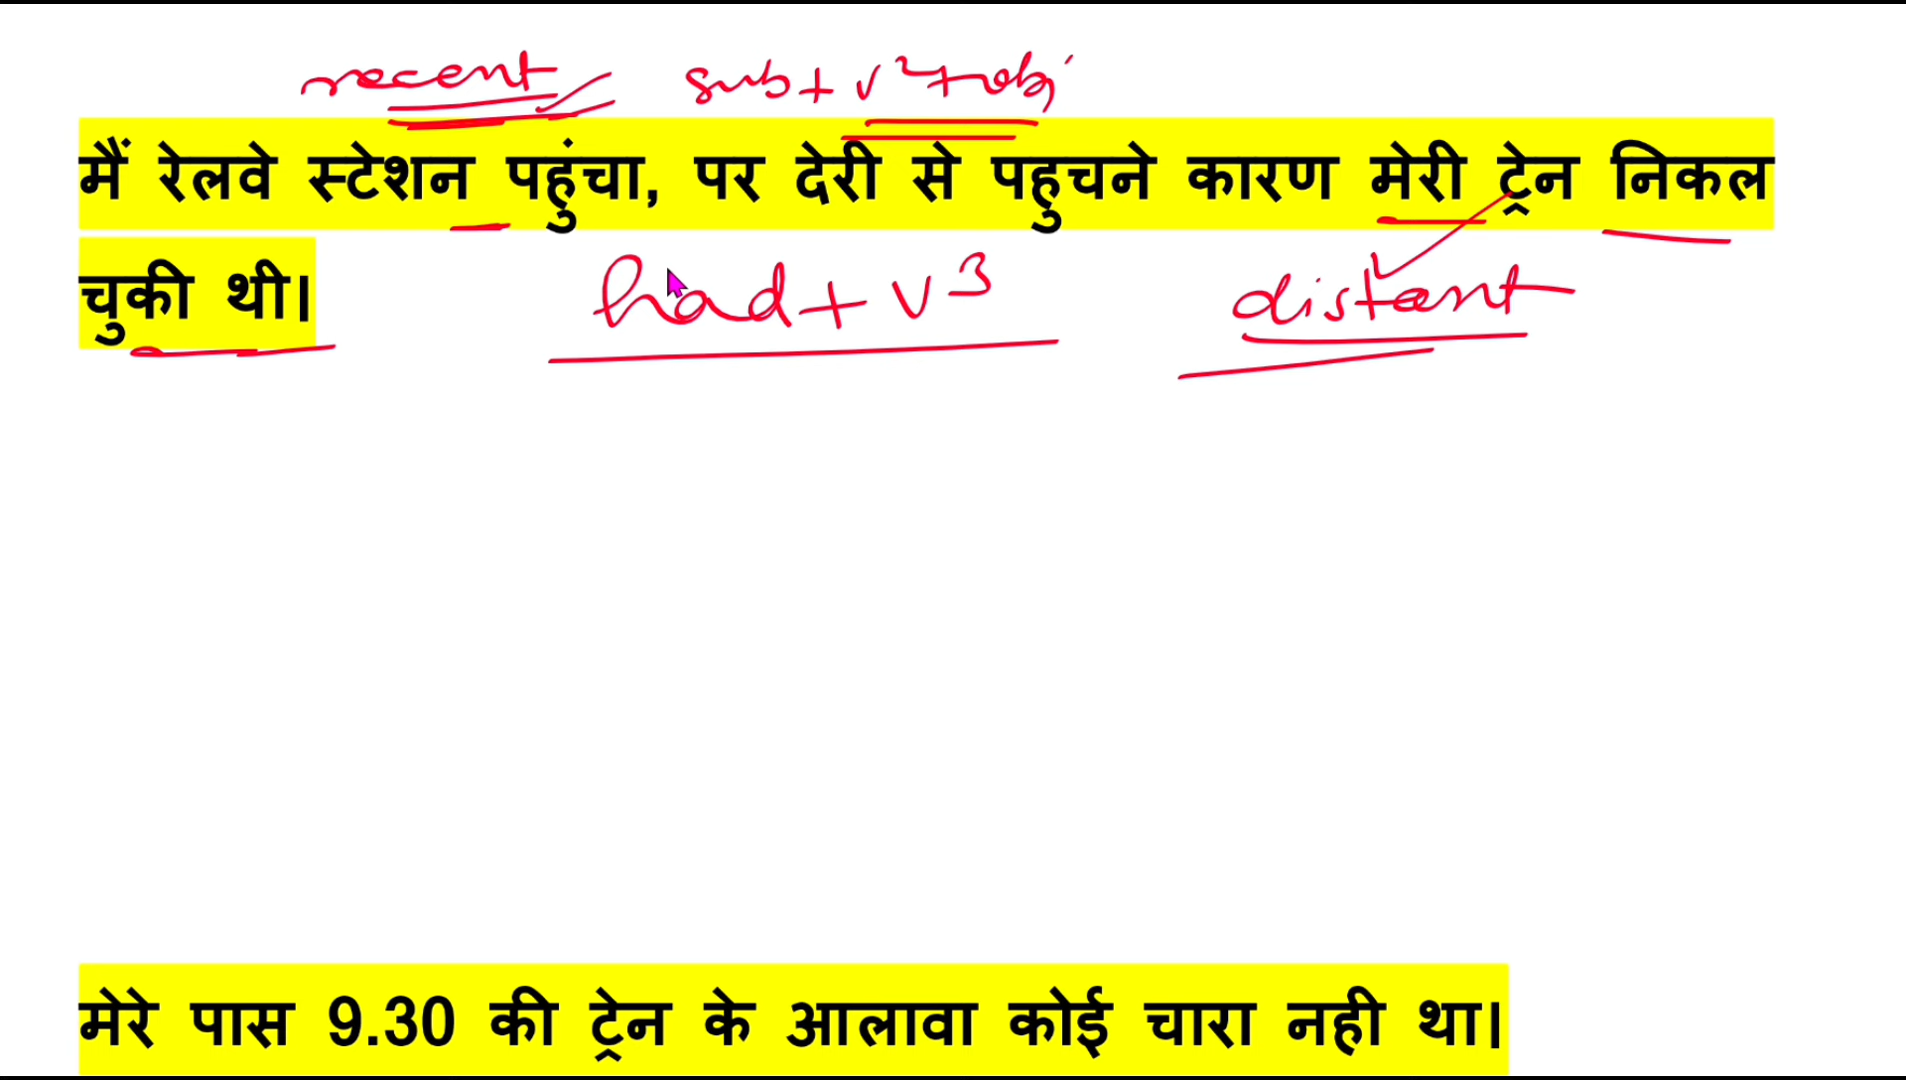 recent sub + v2 + obj
मैं रेलवे स्टेशन पहुंचा, पर देरी से पहुचने कारण मेरी ट्रेन निकल
चुकी थी।
had + v3 distant
मेरे पास 9.30 की ट्रेन के आलावा कोई चारा नही था।